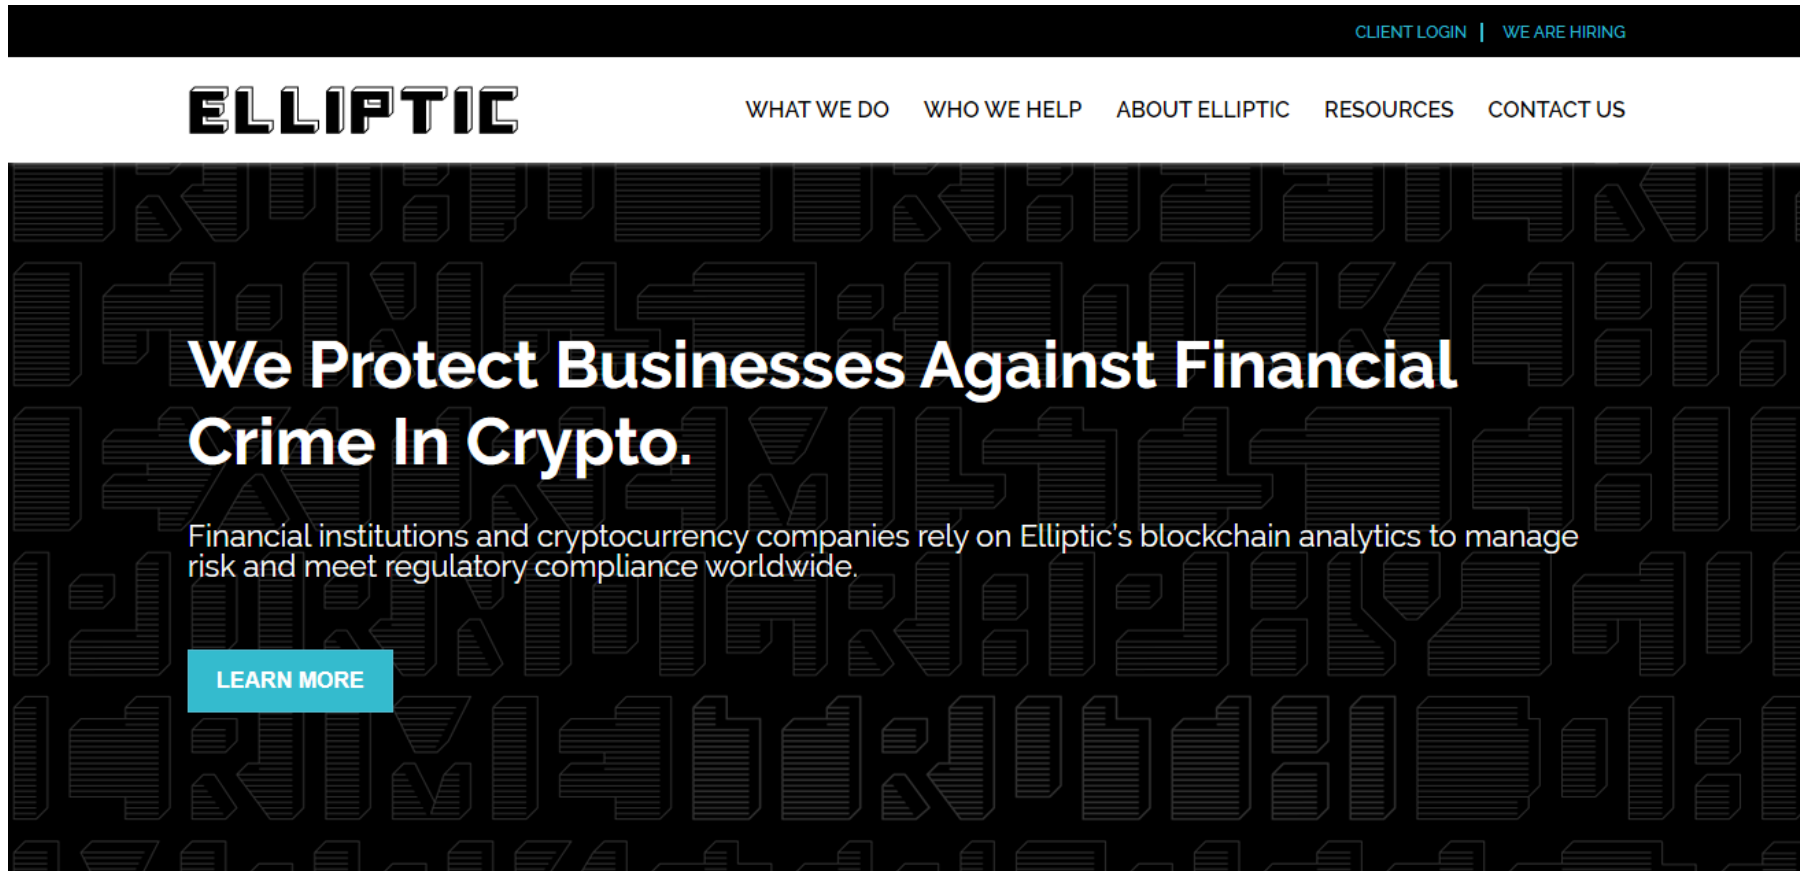 CLIENT LOGIN | WE ARE HIRING
ELLIPTIC WHAT WE DO WHO WE HELP ABOUT ELLIPTIC RESOURCES CONTACT US
We Protect Businesses Against Financial
Crime In Crypto.
Financial institutions and cryptocurrency companies rely on Elliptic's blockchain analytics to manage
risk and meet regulatory compliance worldwide.
LEARN MORE